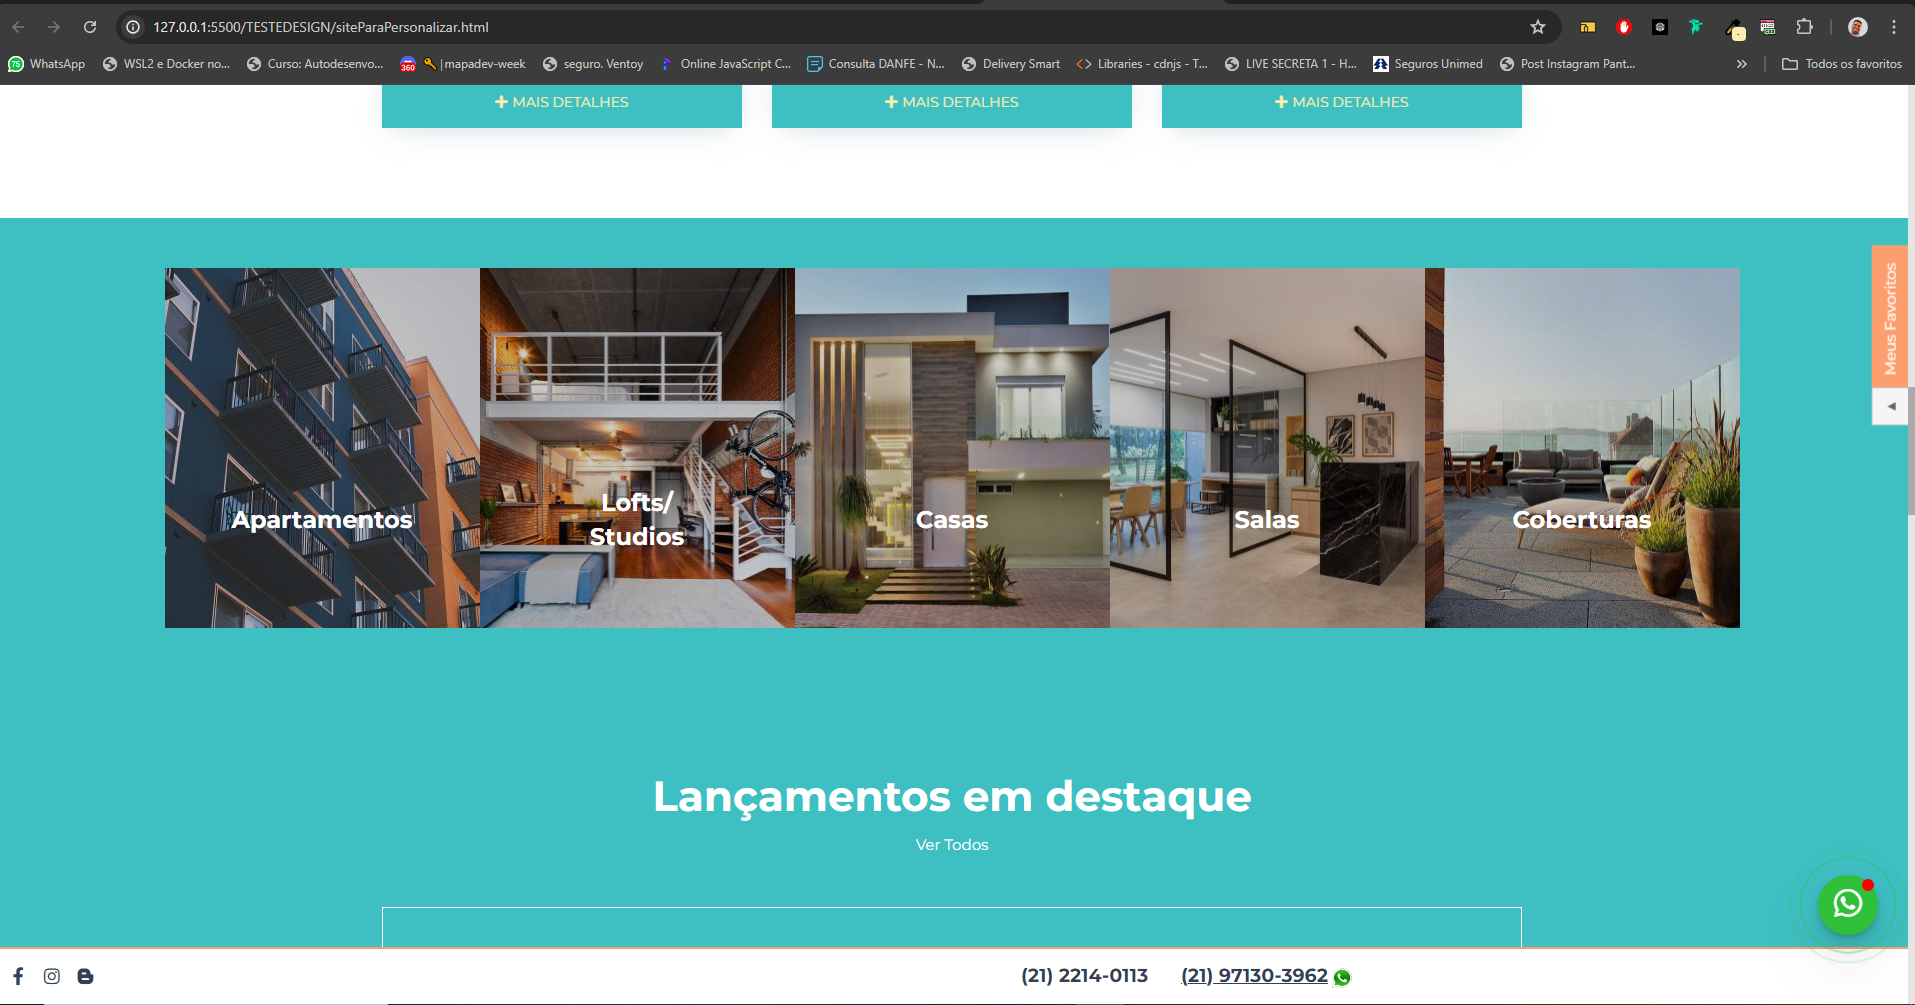 127.0.0.1:5500/TESTEDESIGN/siteParaPersonalizar.html
75 WhatsApp
WSL2 e Docker no...
Curso: Autodesenvo...
360 |mapadev-week
seguro. Ventoy
Online JavaScript C...
Consulta DANFE - N...
Delivery Smart
<> Libraries - cdnjs - T...
LIVE SECRETA 1 - H...
Seguros Unimed
Post Instagram Pant...
»
Todos os favoritos
+ MAIS DETALHES
+ MAIS DETALHES
+ MAIS DETALHES
Meus Favoritos
Apartamentos
Lofts/
Studios
Casas
Salas
Coberturas
Lançamentos em destaque
Ver Todos
(21) 2214-0113
(21) 97130-3962